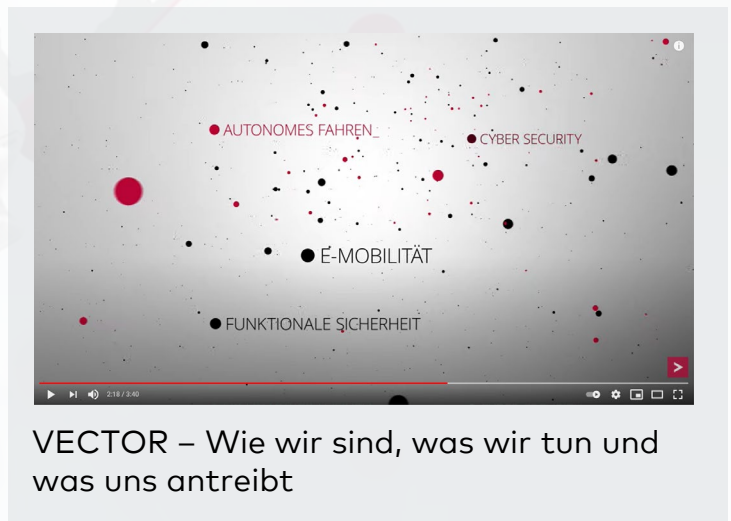 AUTONOMES FAHREN_
CYBER SECURITY
E-MOBILITÄT
FUNKTIONALE SICHERHEIT
2:18 / 3:40
VECTOR – Wie wir sind, was wir tun und
was uns antreibt